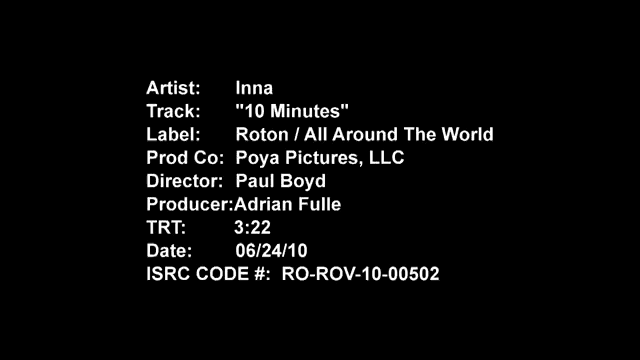 Artist: Inna
Track: "10 Minutes"
Label: Roton / All Around The World
Prod Co: Poya Pictures, LLC
Director: Paul Boyd
Producer:Adrian Fulle
TRT: 3:22
Date: 06/24/10
ISRC CODE #: RO-ROV-10-00502